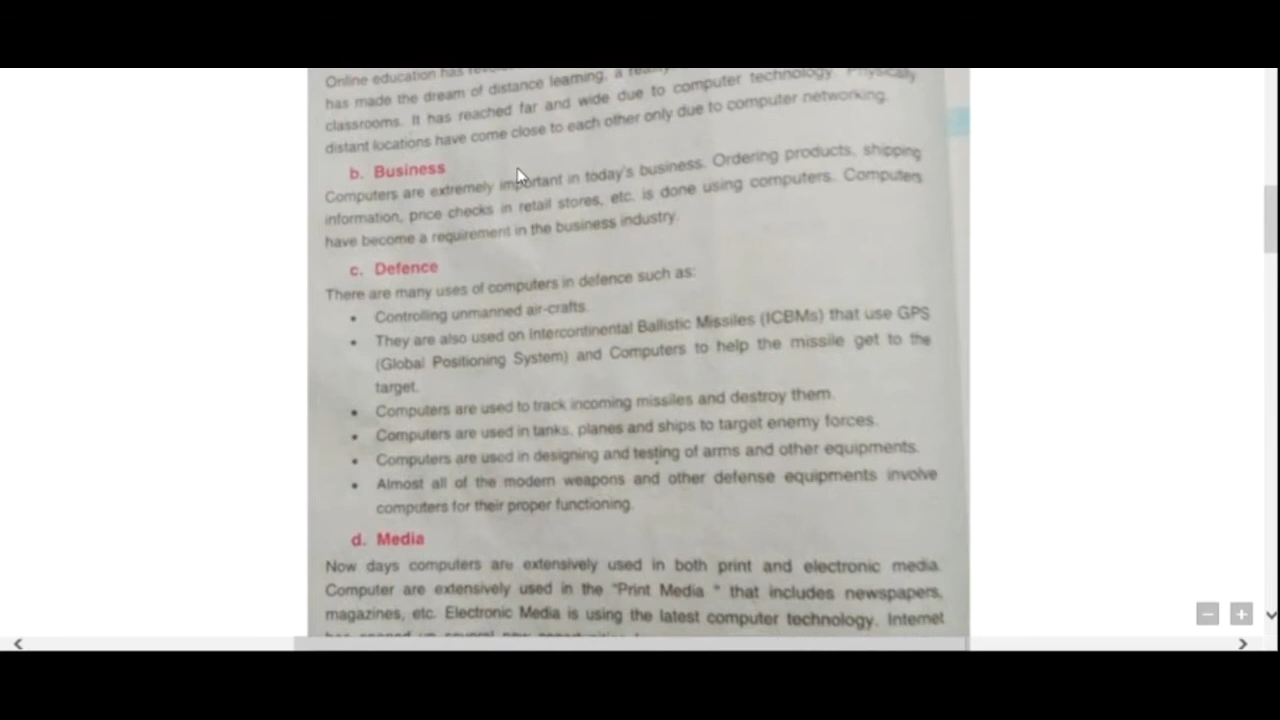 Online education has
has made the dream of distance learning, a
classrooms. It has reached far and wide due to computer technology. Physically
distant locations have come close to each other only due to computer networking.
b. Business
Computers are extremely important in today's business. Ordering products, shipping
information, price checks in retail stores, etc. is done using computers. Computers
have become a requirement in the business industry.
c. Defence
There are many uses of computers in defence such as:
• Controlling unmanned air-crafts.
• They are also used on Intercontinental Ballistic Missiles (ICBMs) that use GPS
(Global Positioning System) and Computers to help the missile get to the
target.
• Computers are used to track incoming missiles and destroy them.
• Computers are used in tanks, planes and ships to target enemy forces.
• Computers are used in designing and testing of arms and other equipments.
• Almost all of the modern weapons and other defense equipments involve
computers for their proper functioning.
d. Media
Now days computers are extensively used in both print and electronic media.
Computer are extensively used in the "Print Media " that includes newspapers,
magazines, etc. Electronic Media is using the latest computer technology. Internet